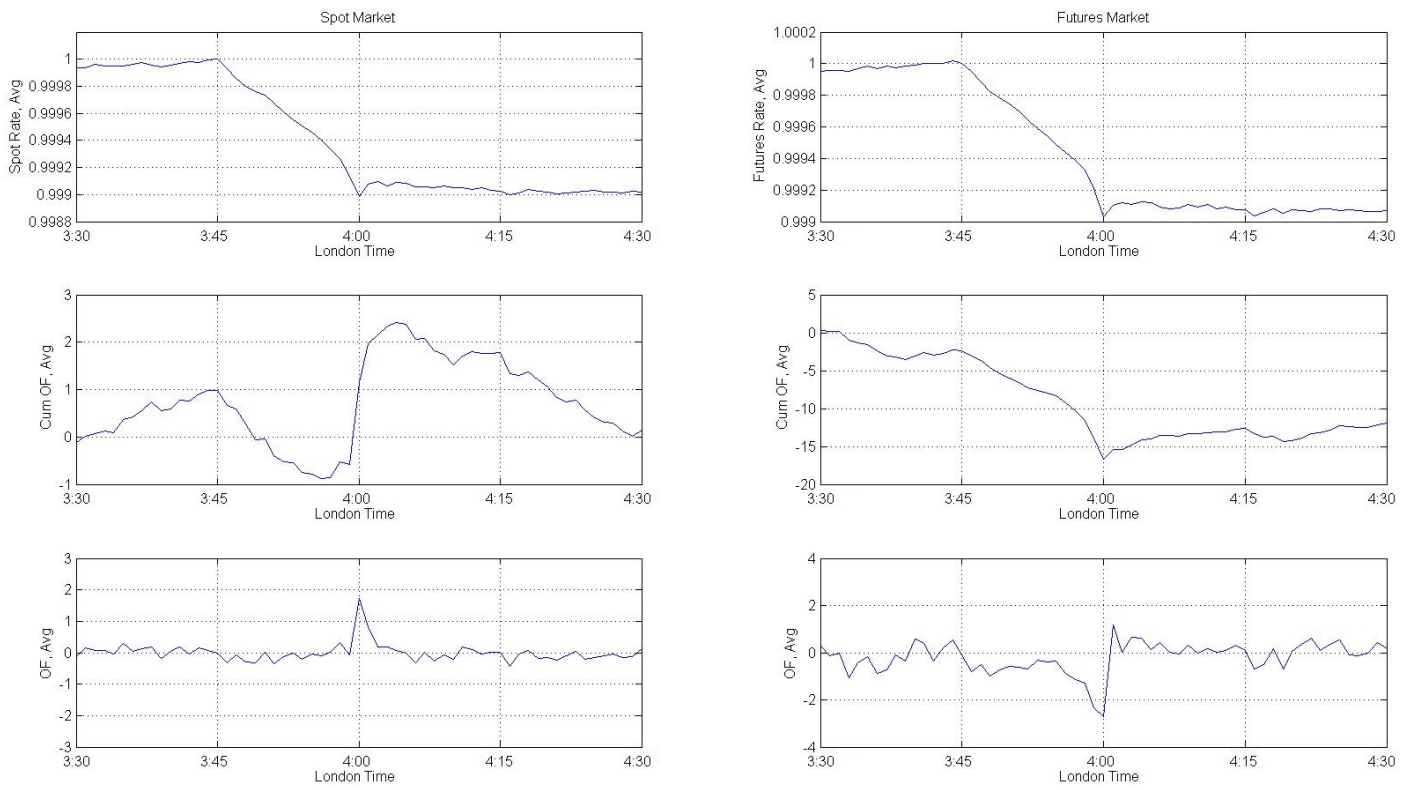 Spot Market
Spot Rate, Avg
1
0.9998
0.9996
0.9994
0.9992
0.999
0.9988
3:30 3:45 4:00 4:15 4:30
London Time
Futures Market
Futures Rate, Avg
1.0002
1
0.9998
0.9996
0.9994
0.9992
0.999
3:30 3:45 4:00 4:15 4:30
London Time
Cum OF, Avg
3
2
1
0
-1
3:30 3:45 4:00 4:15 4:30
London Time
Cum OF, Avg
5
0
-5
-10
-15
-20
3:30 3:45 4:00 4:15 4:30
London Time
OF, Avg
3
2
1
0
-1
-2
-3
3:30 3:45 4:00 4:15 4:30
London Time
OF, Avg
4
2
0
-2
-4
3:30 3:45 4:00 4:15 4:30
London Time